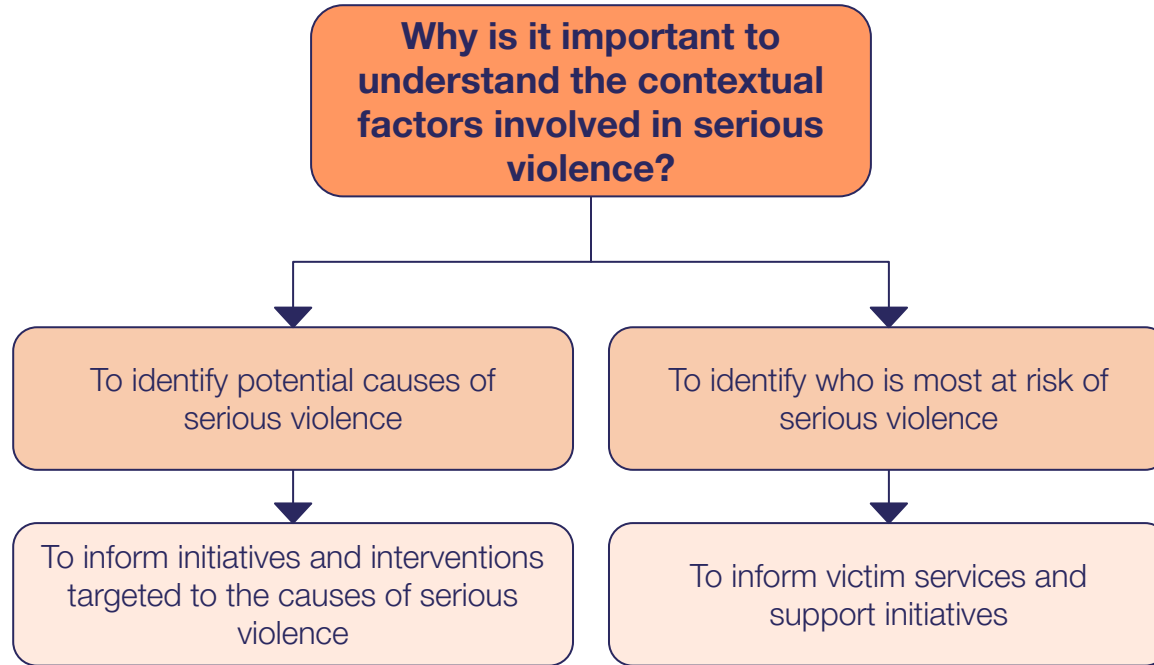 Why is it important to
understand the contextual
factors involved in serious
violence?
To identify potential causes of
serious violence
To identify who is most at risk of
serious violence
To inform initiatives and interventions
targeted to the causes of serious
violence
To inform victim services and
support initiatives